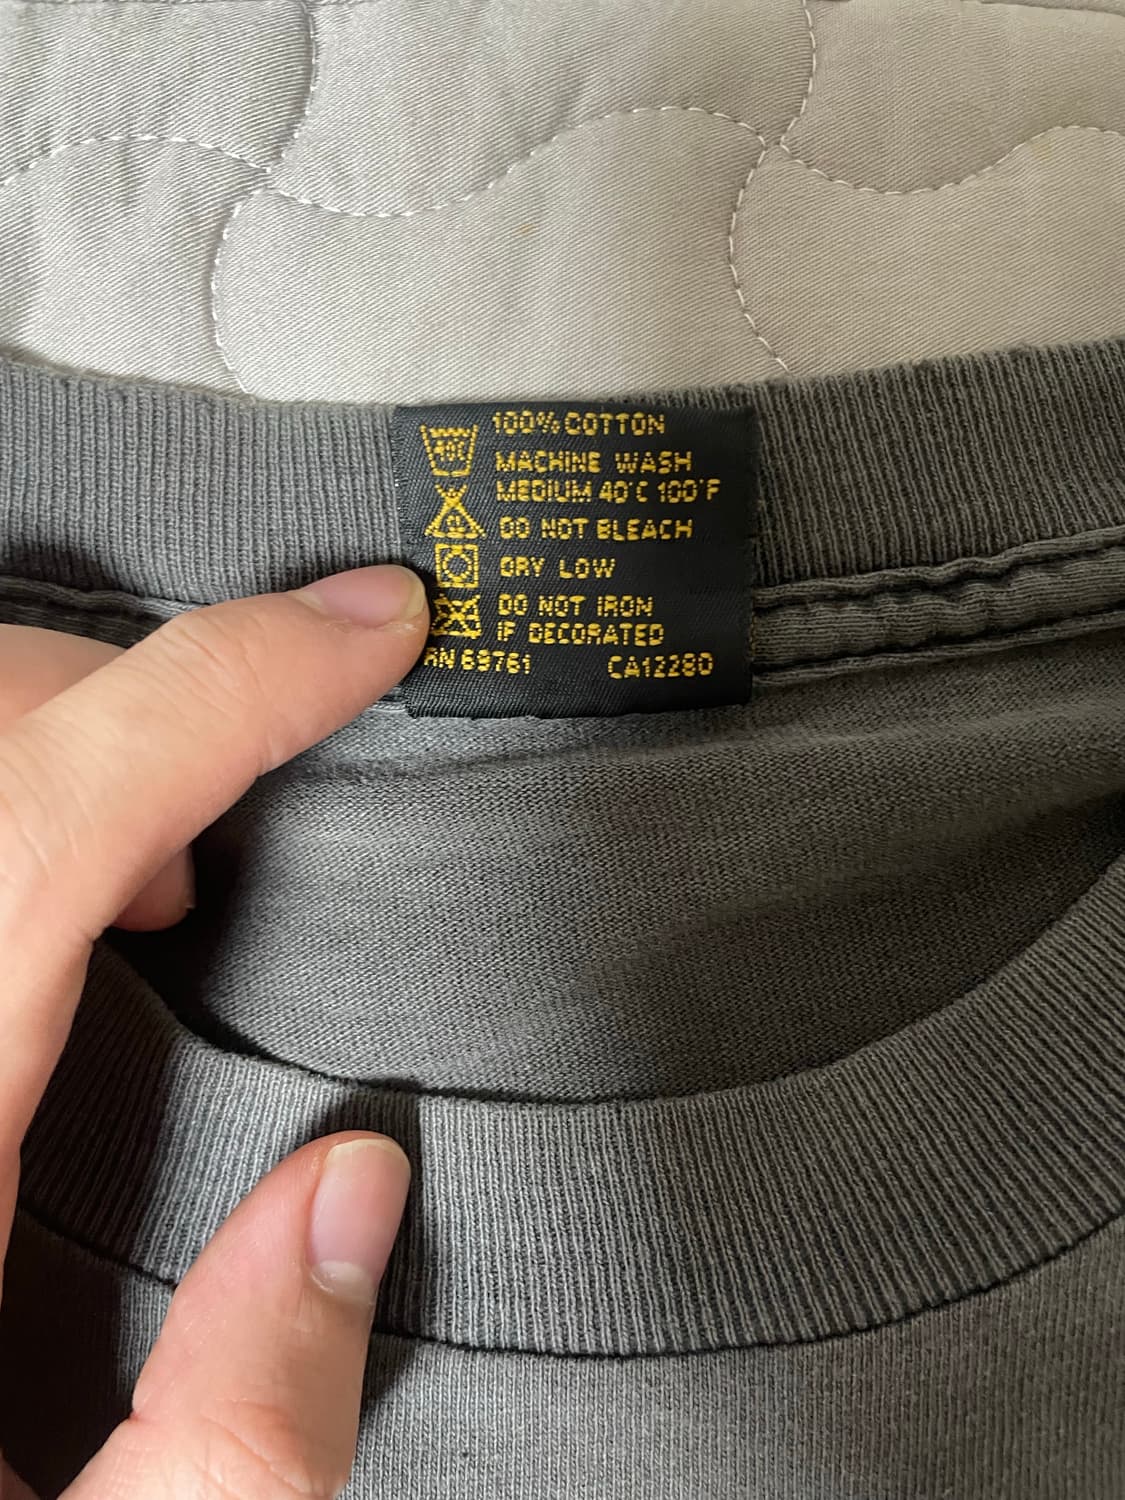 100% COTTON
MACHINE WASH
MEDIUM 40°C 100°F
DO NOT BLEACH
DRY LOW
DO NOT IRON
IF DECORATED
RN 69761 CA12280